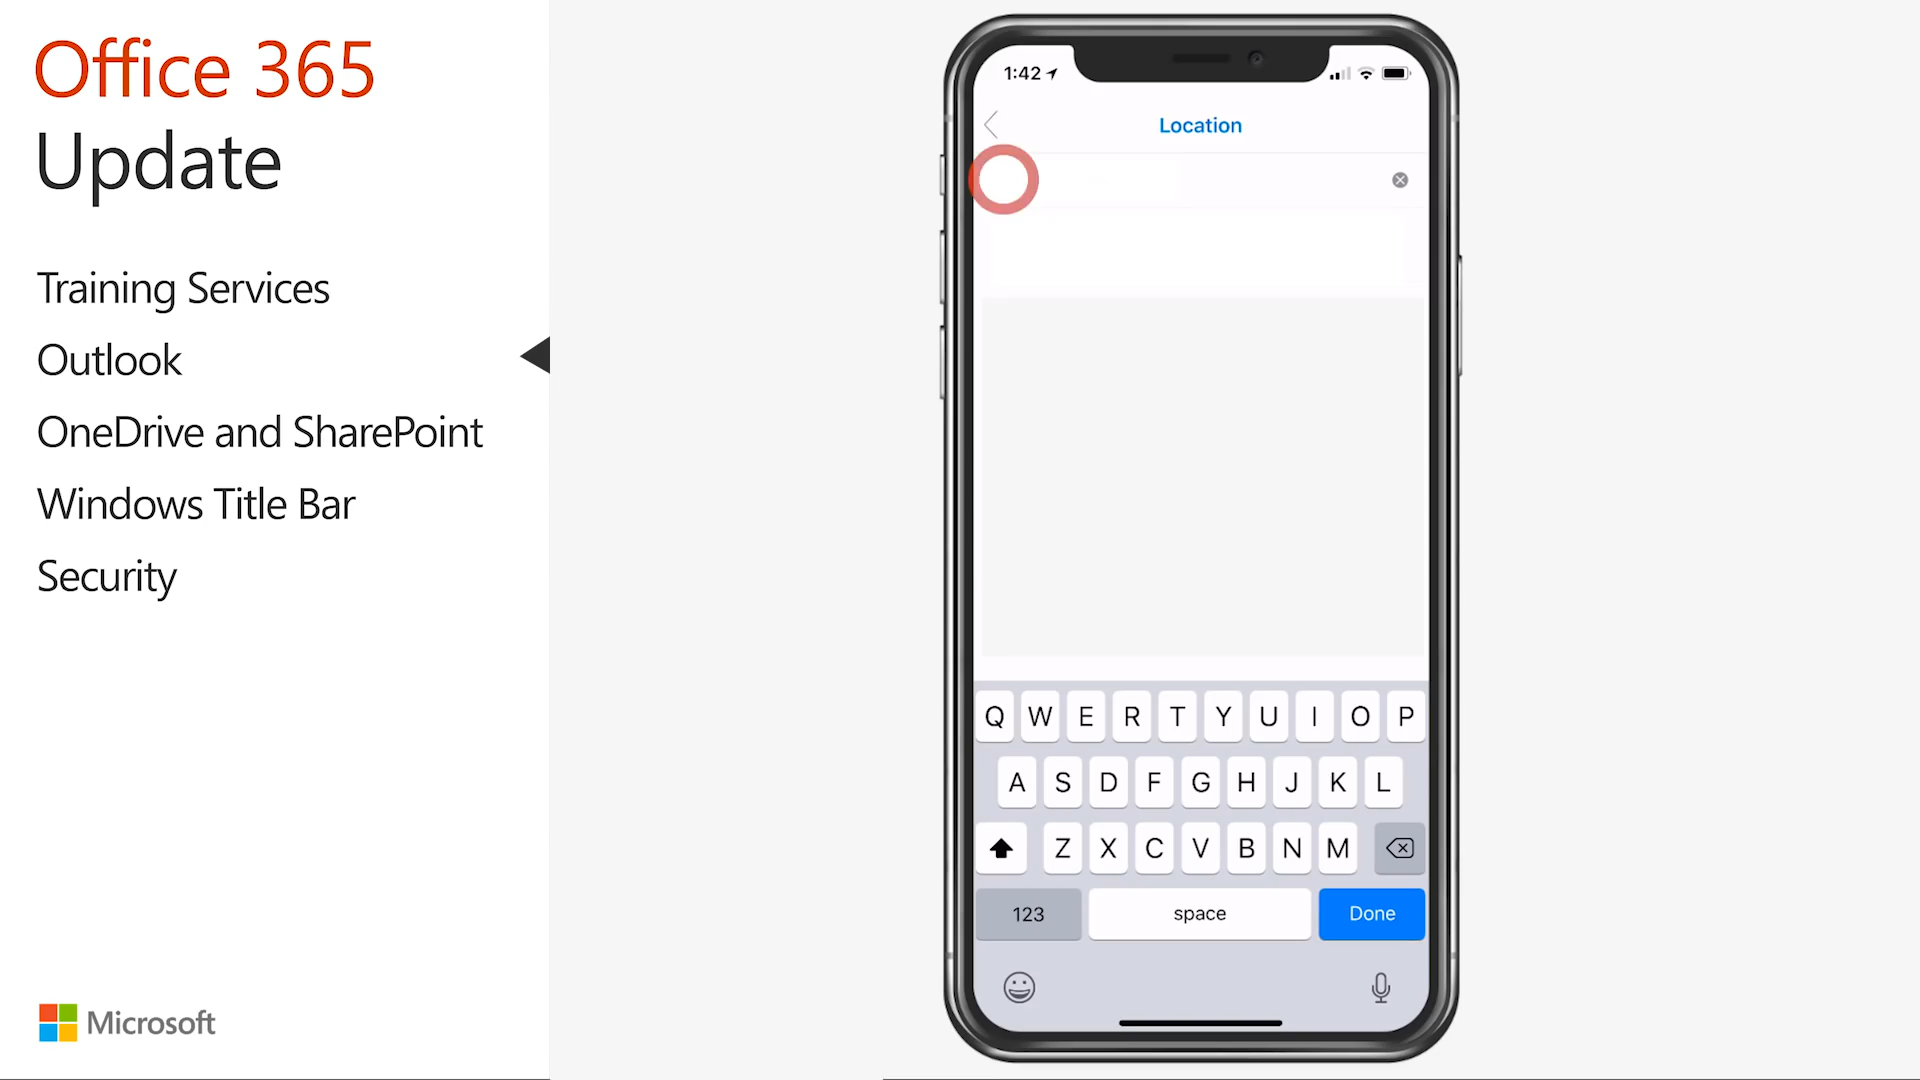 Office 365
Update
Training Services
Outlook
OneDrive and SharePoint
Windows Title Bar
Security
Microsoft
1:42
Location
Q W E R T Y U I O P
A S D F G H J K L
Z X C V B N M
123 space Done